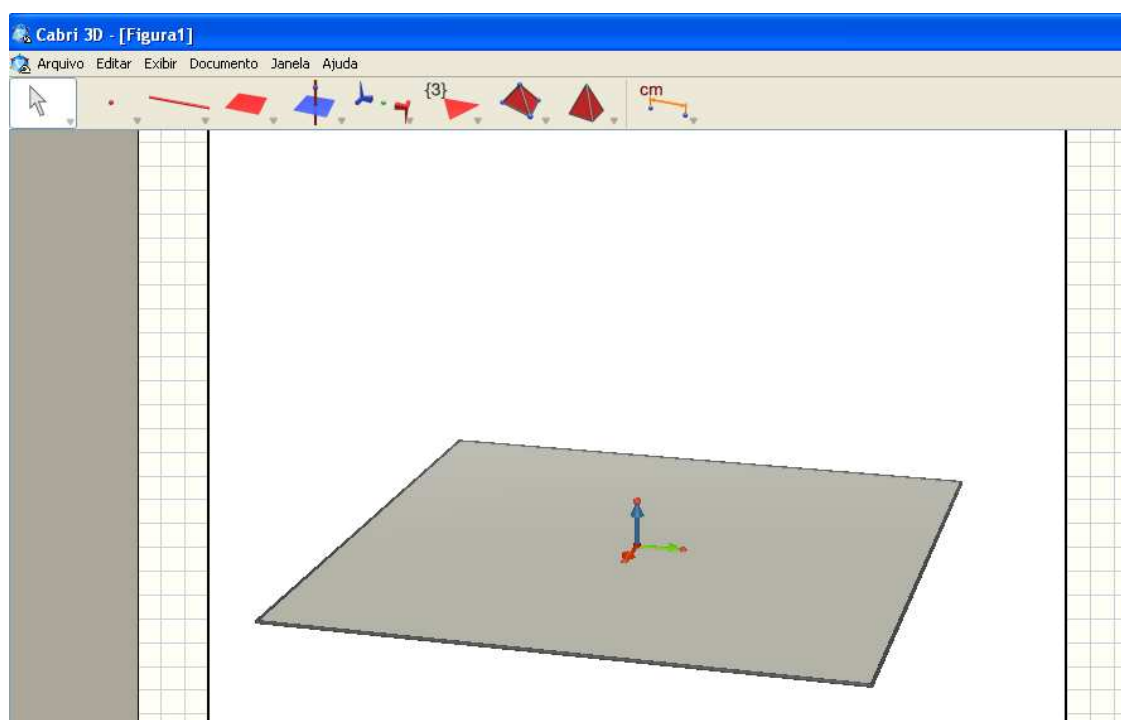 Cabri 3D - [Figura1]
Arquivo Editar Exibir Documento Janela Ajuda
{3} cm